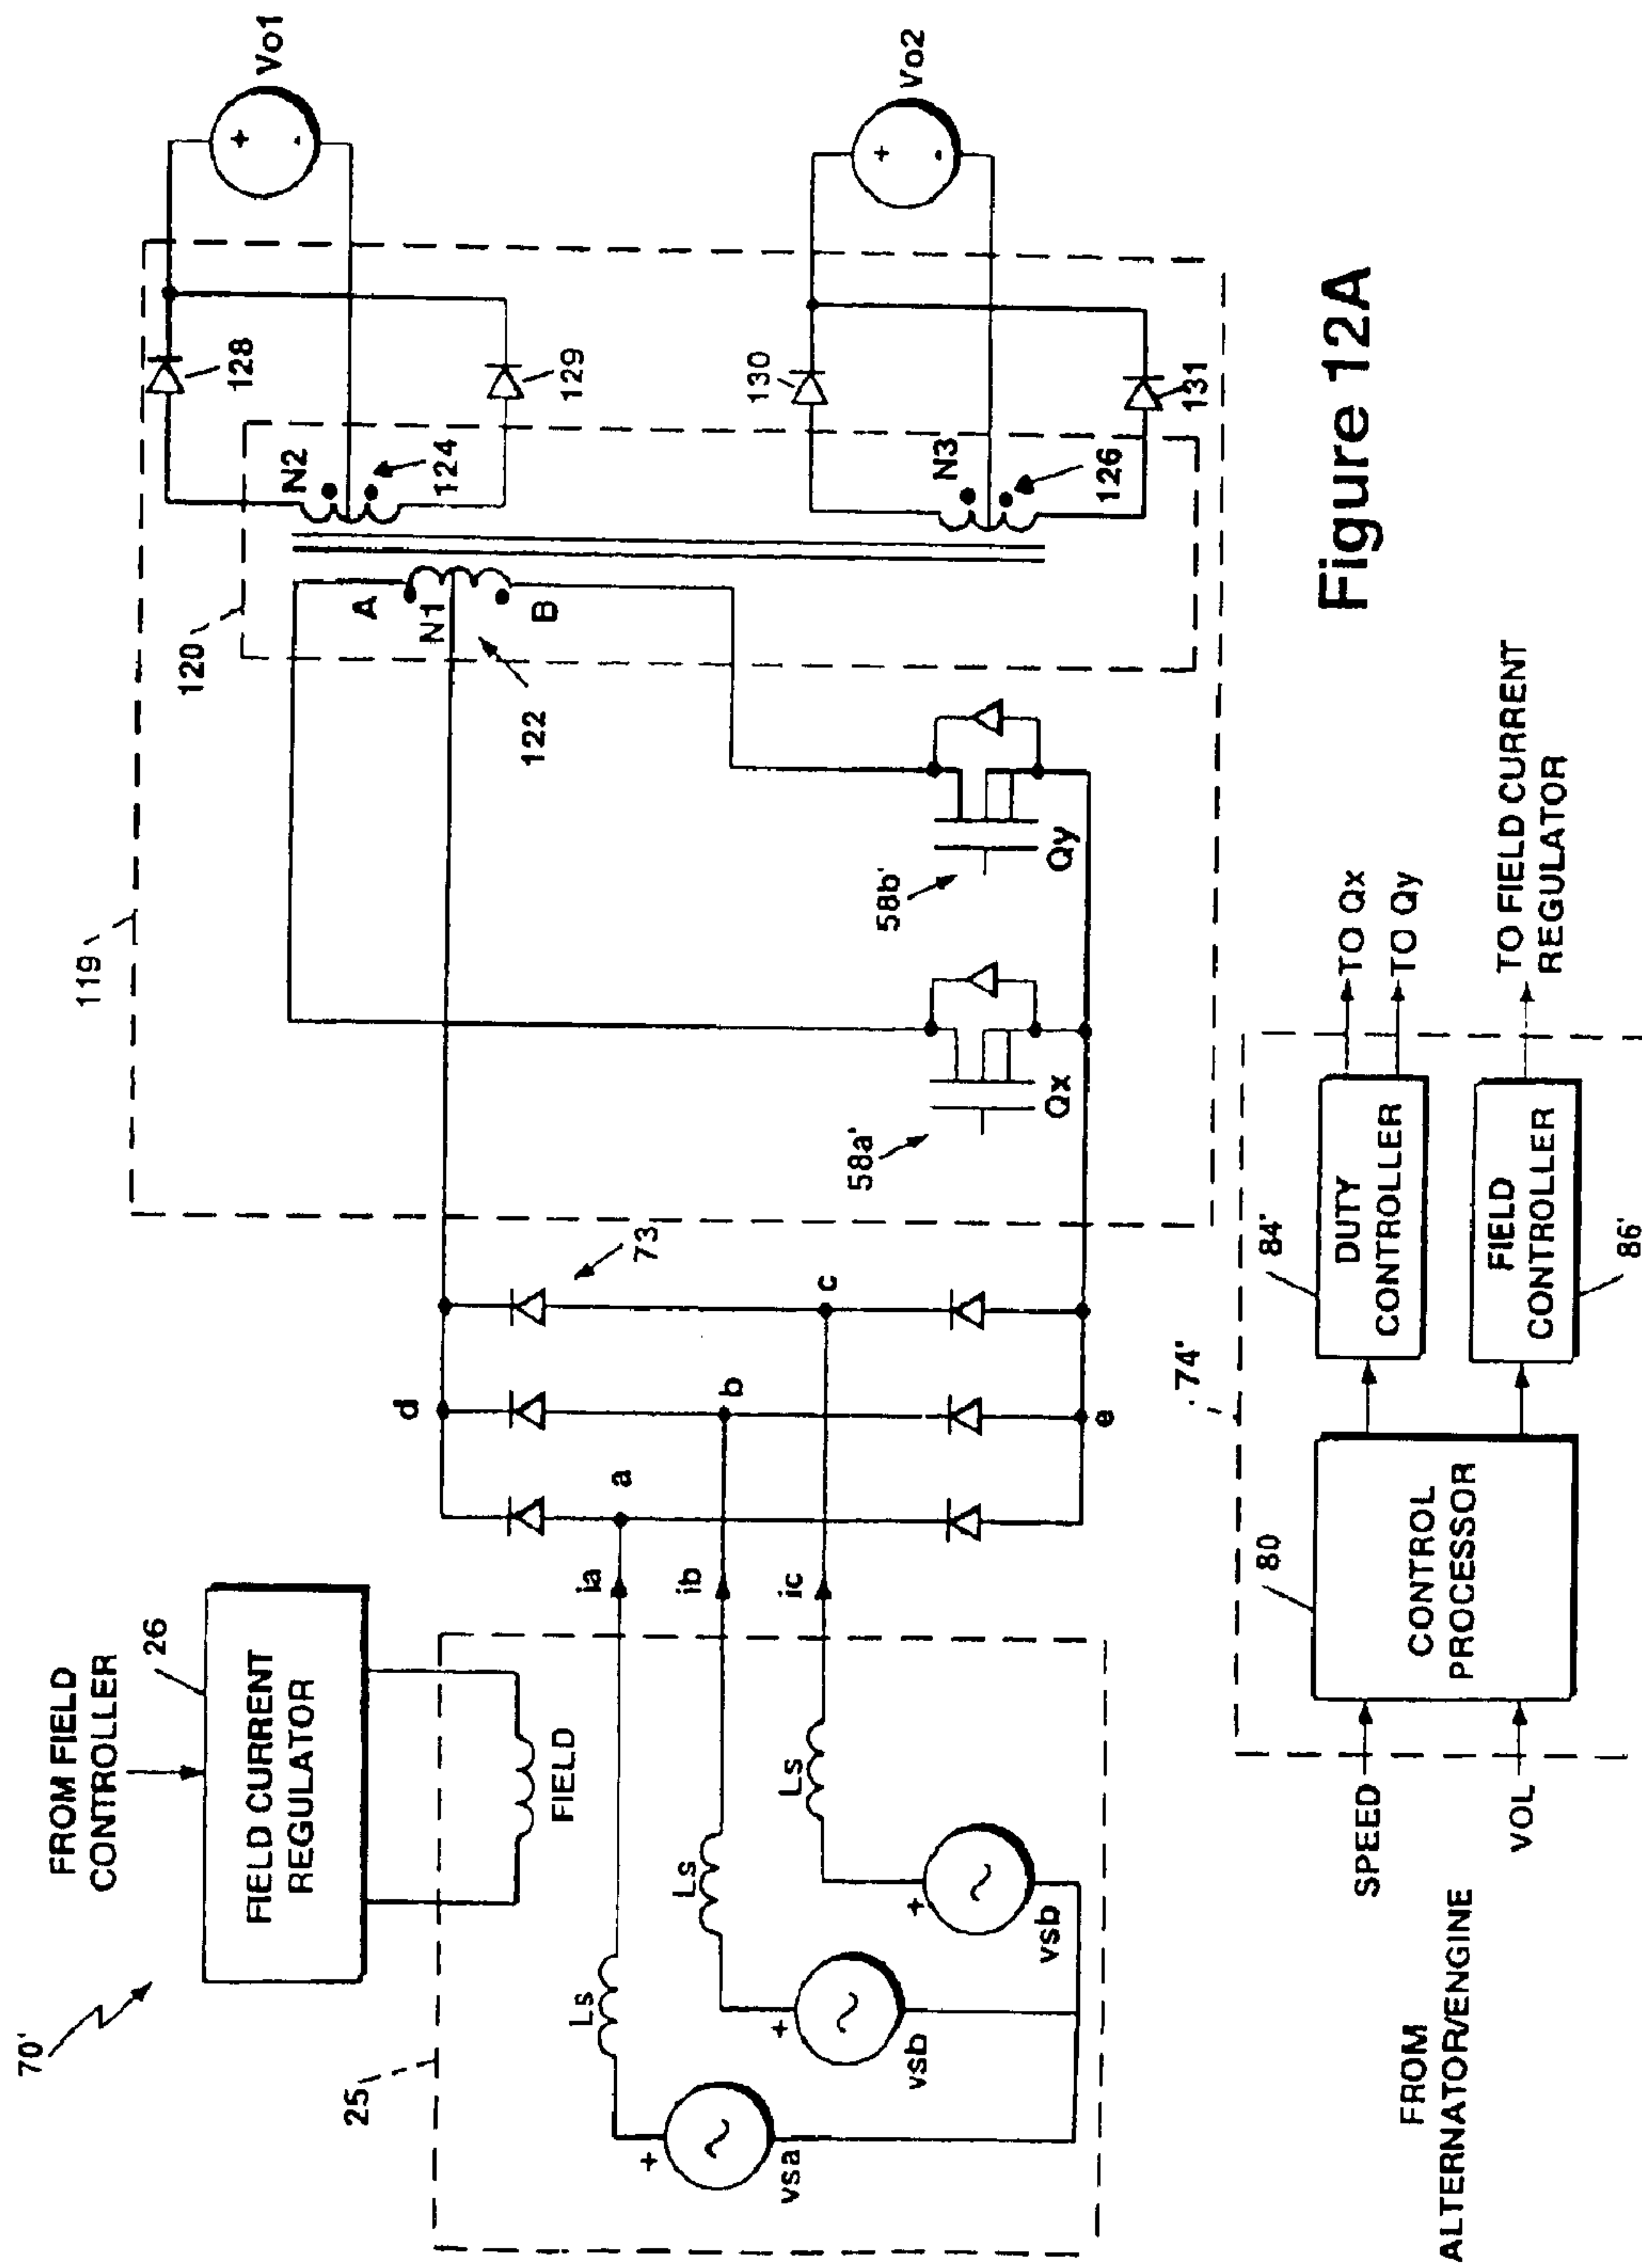 70'
FROM FIELD
CONTROLLER
26
FIELD CURRENT
REGULATOR
FIELD
25
Ls
Ls
Ls
+
+
+
vsa
vsb
vsb
ia
ib
ic
a
b
c
d
e
73
119
120
58a'
Qx
58b'
Qy
122
A
N1
B
N2
124
N3
126
128
129
130
131
+
-
Vo1
+
-
Vo2
FROM
ALTERNATOR/ENGINE
SPEED
VOL
80
CONTROL
PROCESSOR
74'
84'
DUTY
CONTROLLER
FIELD
CONTROLLER
86'
TO Qx
TO Qy
TO FIELD CURRENT
REGULATOR
Figure 12A